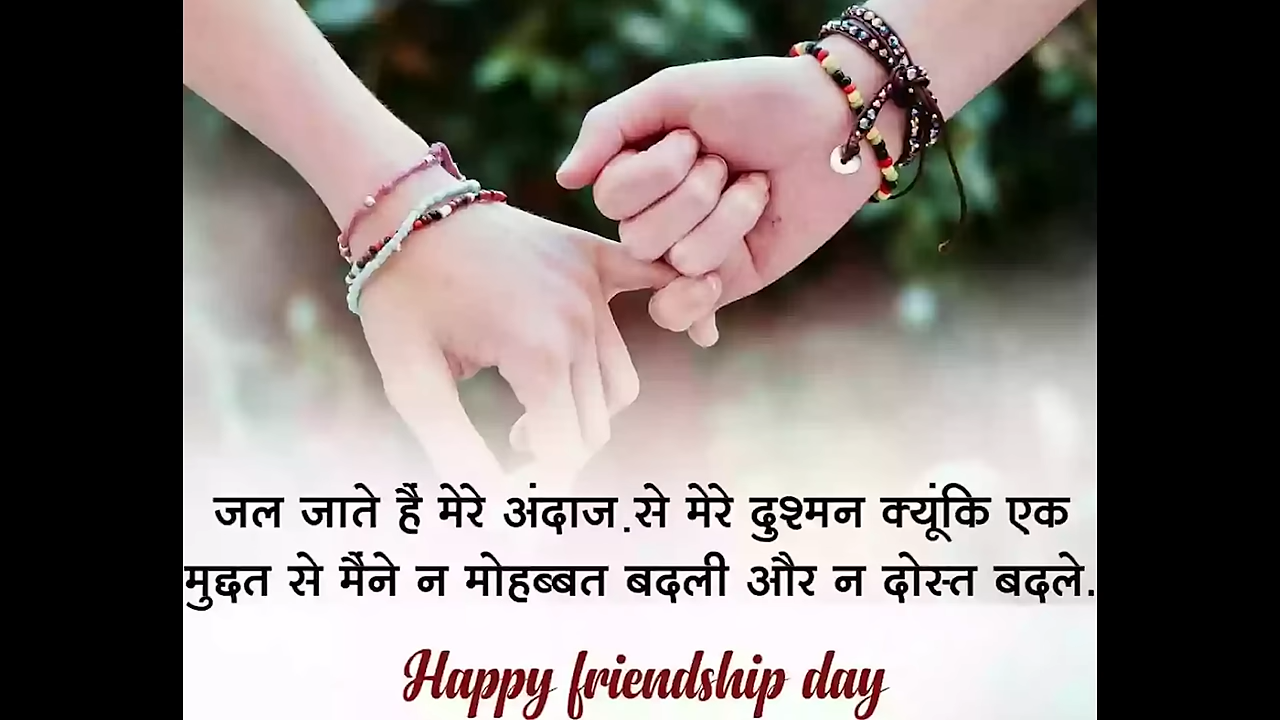 जल जाते हैं मेरे अंदाज.से मेरे दुश्मन क्यूंकि एक
मुद्दत से मैंने न मोहब्बत बदली और न दोस्त बदले.
Happy friendship day